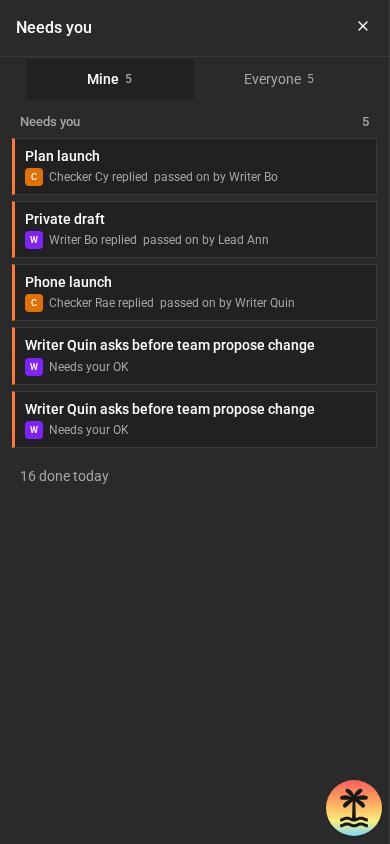 Needs you
Mine 5
Everyone 5
Needs you 5
Plan launch
C Checker Cy replied passed on by Writer Bo
Private draft
W Writer Bo replied passed on by Lead Ann
Phone launch
C Checker Rae replied passed on by Writer Quin
Writer Quin asks before team propose change
W Needs your OK
Writer Quin asks before team propose change
W Needs your OK
16 done today